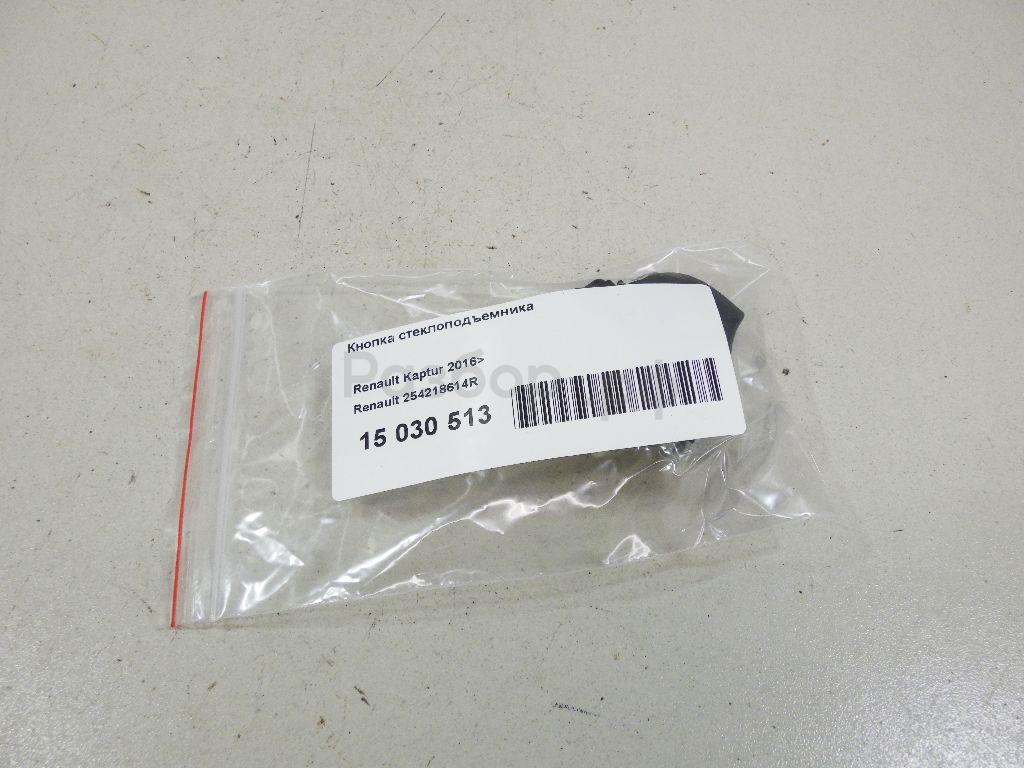 Кнопка стеклоподъемника
Renault Kaptur 2016>
Renault 254218614R
15 030 513